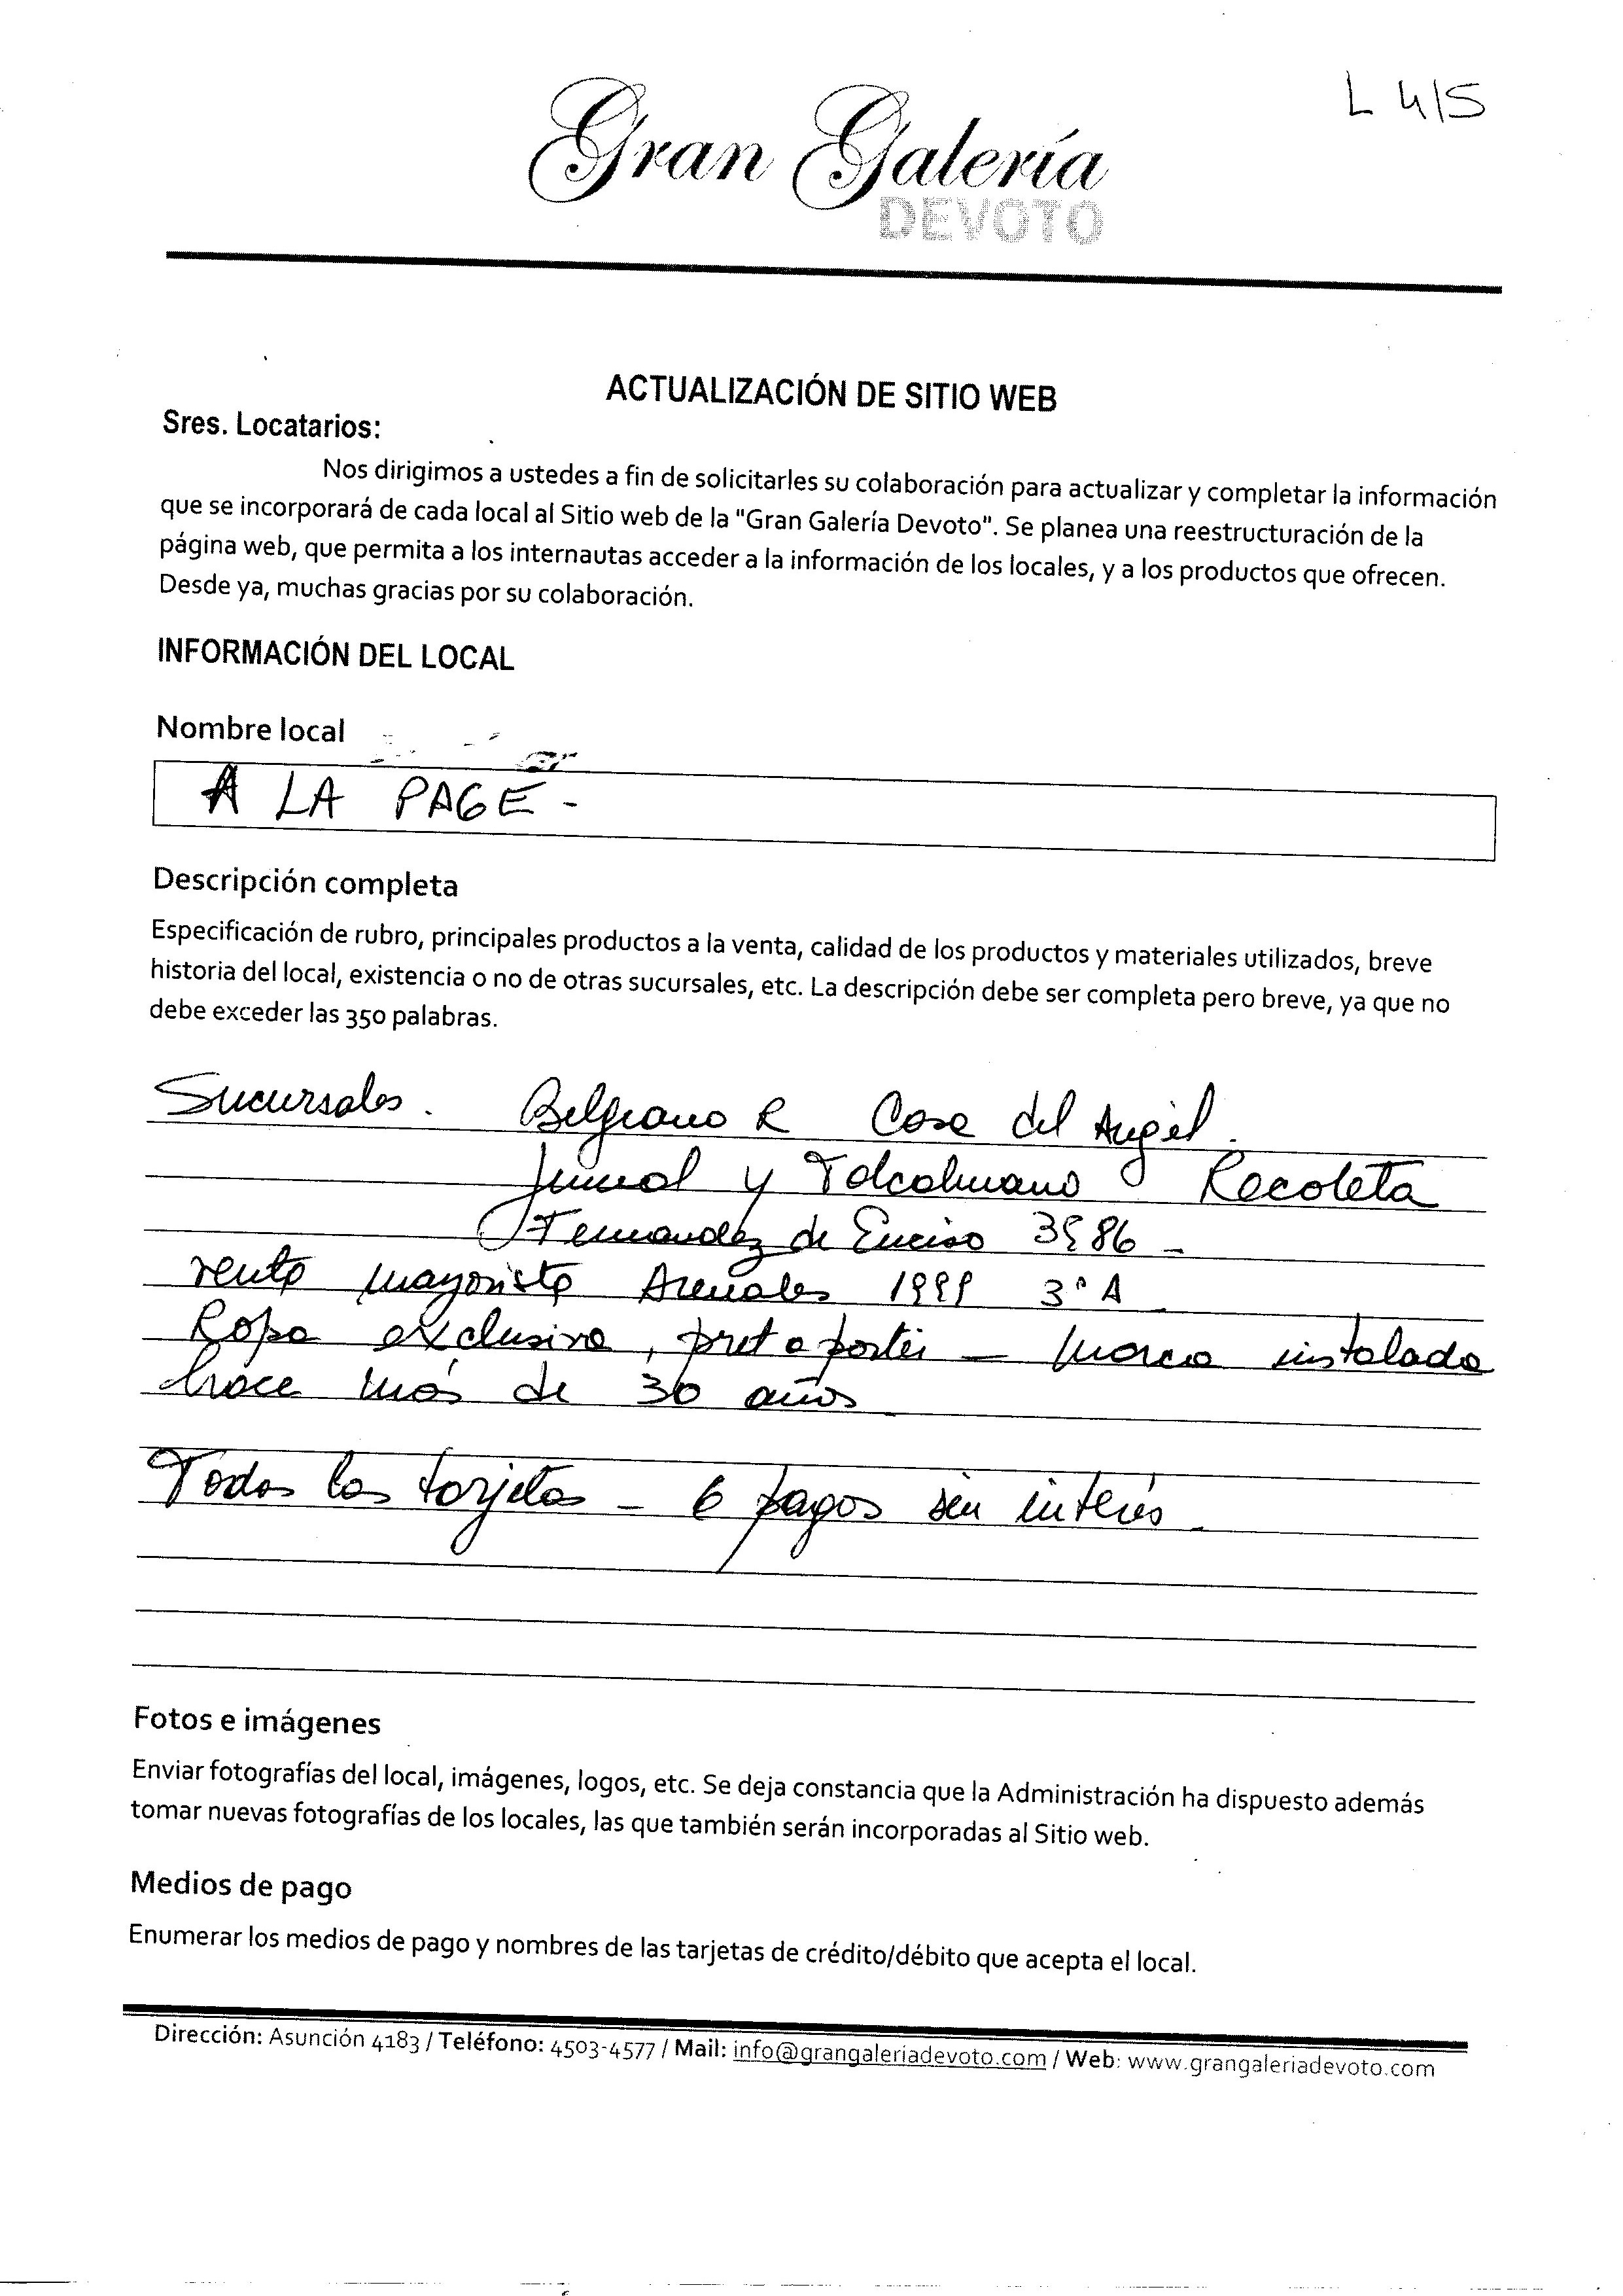 L 4/5
Gran Galería
DEVOTO
ACTUALIZACIÓN DE SITIO WEB
Sres. Locatarios:
Nos dirigimos a ustedes a fin de solicitarles su colaboración para actualizar y completar la información
que se incorporará de cada local al Sitio web de la "Gran Galería Devoto". Se planea una reestructuración de la
página web, que permita a los internautas acceder a la información de los locales, y a los productos que ofrecen.
Desde ya, muchas gracias por su colaboración.
INFORMACIÓN DEL LOCAL
Nombre local
A LA PAGE -
Descripción completa
Especificación de rubro, principales productos a la venta, calidad de los productos y materiales utilizados, breve
historia del local, existencia o no de otras sucursales, etc. La descripción debe ser completa pero breve, ya que no
debe exceder las 350 palabras.
Sucursales. Belgrano R Casa del Angel.
y Talcahuano Recoleta
Fernandez de Enciso 3986 -
venta mayorista Arenales 3° A
Ropa exclusiva, pret a porter - marca instalada
hace más de 30 años
Todas las tarjetas - 6 pagos sin interés.
Fotos e imágenes
Enviar fotografías del local, imágenes, logos, etc. Se deja constancia que la Administración ha dispuesto además
tomar nuevas fotografías de los locales, las que también serán incorporadas al Sitio web.
Medios de pago
Enumerar los medios de pago y nombres de las tarjetas de crédito/débito que acepta el local.
Dirección: Asunción 4183 / Teléfono: 4503-4577 / Mail: info@grangaleriadevoto.com / Web: www.grangaleriadevoto.com